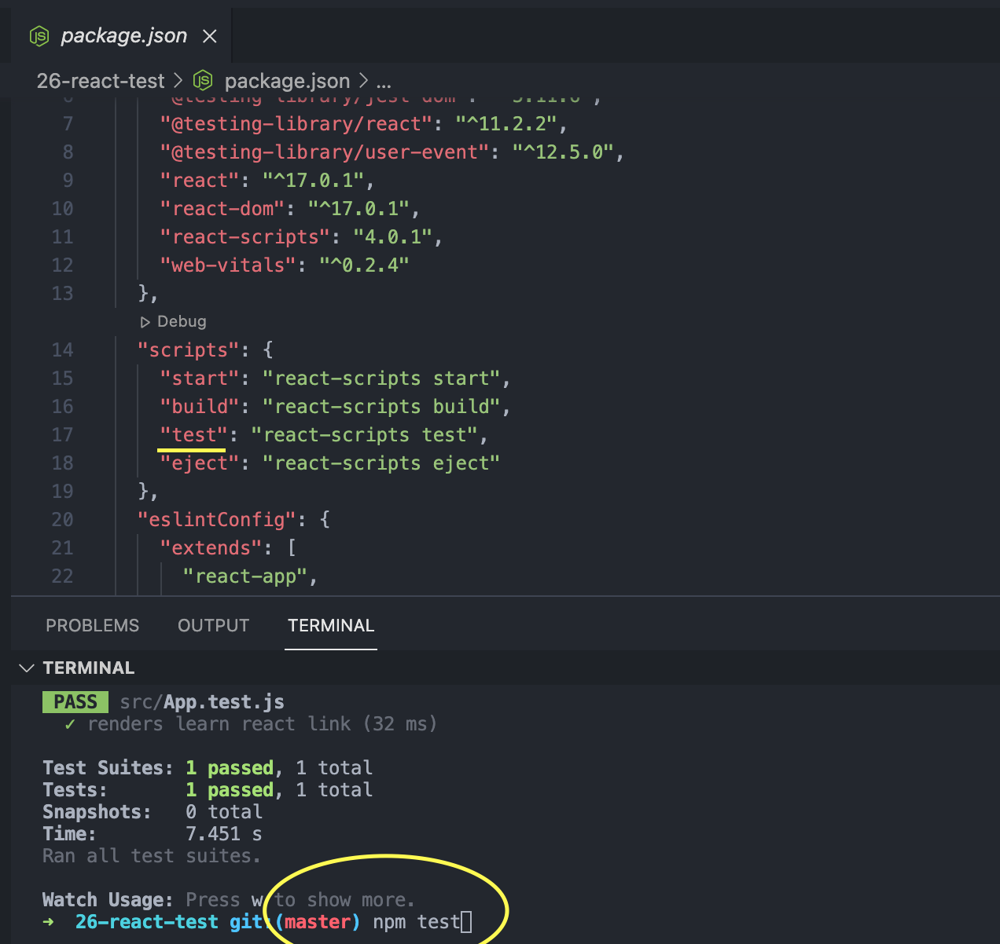 package.json
26-react-test > package.json > ...
6 "@testing-library/jest-dom": "^5.11.6",
7 "@testing-library/react": "^11.2.2",
8 "@testing-library/user-event": "^12.5.0",
9 "react": "^17.0.1",
10 "react-dom": "^17.0.1",
11 "react-scripts": "4.0.1",
12 "web-vitals": "^0.2.4"
13 },
Debug
14 "scripts": {
15 "start": "react-scripts start",
16 "build": "react-scripts build",
17 "test": "react-scripts test",
18 "eject": "react-scripts eject"
19 },
20 "eslintConfig": {
21 "extends": [
22 "react-app",
PROBLEMS OUTPUT TERMINAL
TERMINAL
PASS src/App.test.js
✓ renders learn react link (32 ms)
Test Suites: 1 passed, 1 total
Tests: 1 passed, 1 total
Snapshots: 0 total
Time: 7.451 s
Ran all test suites.
Watch Usage: Press w to show more.
➜ 26-react-test git:(master) npm test